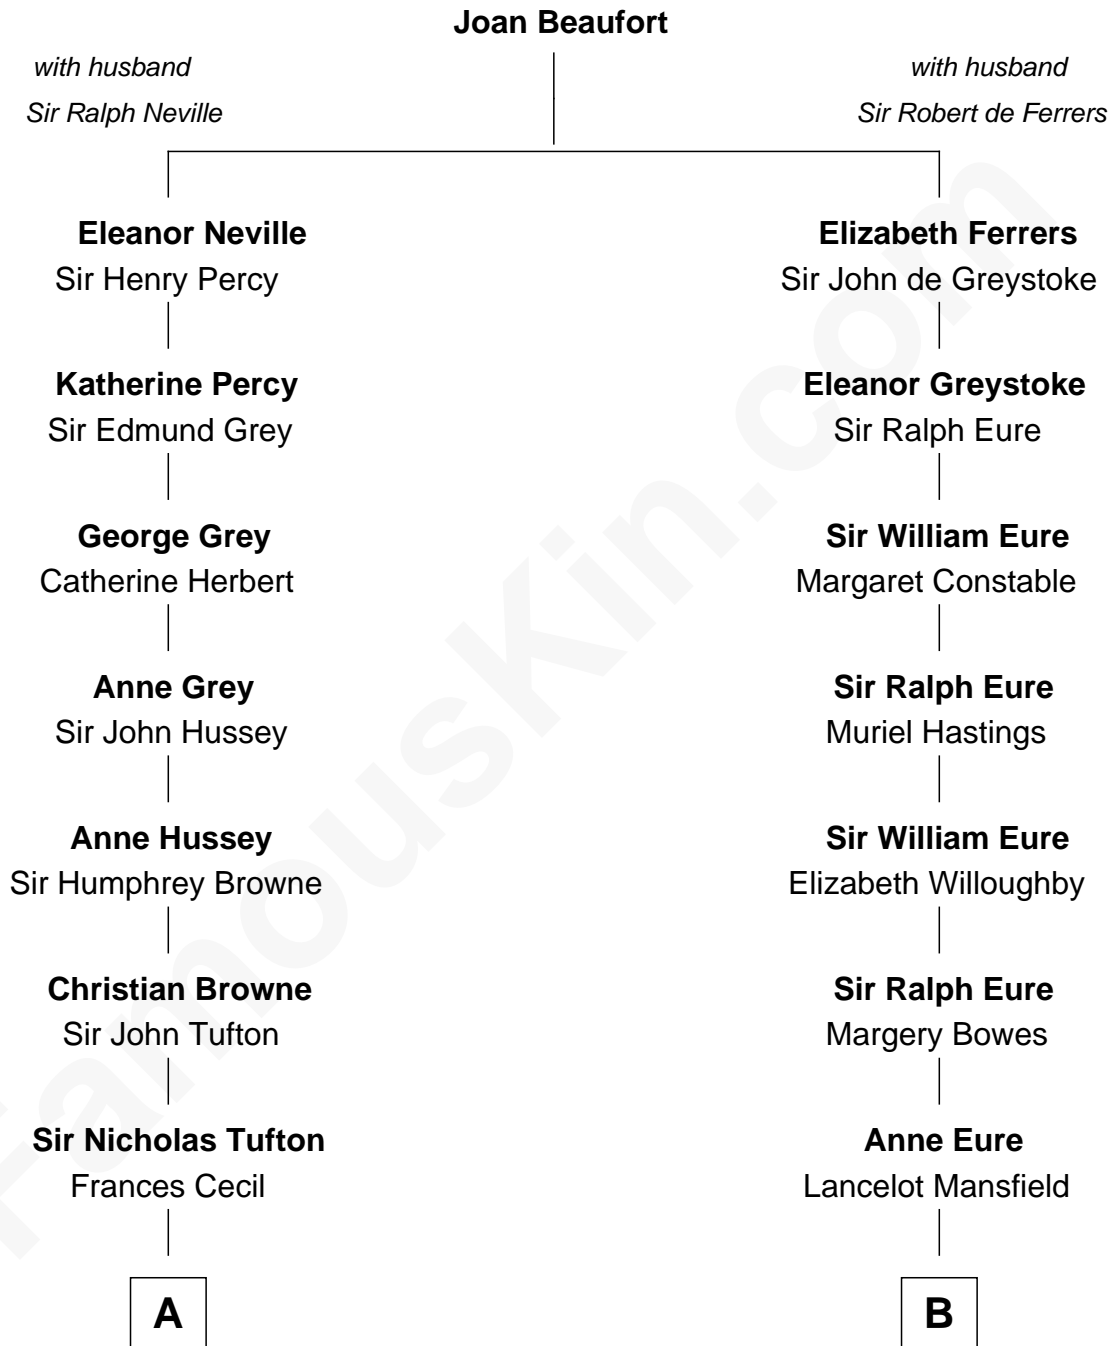 Joan Beaufort
with husband
Sir Ralph Neville
with husband
Sir Robert de Ferrers
Eleanor Neville
Sir Henry Percy
Elizabeth Ferrers
Sir John de Greystoke
Katherine Percy
Sir Edmund Grey
Eleanor Greystoke
Sir Ralph Eure
George Grey
Catherine Herbert
Sir William Eure
Margaret Constable
Anne Grey
Sir John Hussey
Sir Ralph Eure
Muriel Hastings
Anne Hussey
Sir Humphrey Browne
Sir William Eure
Elizabeth Willoughby
Christian Browne
Sir John Tufton
Sir Ralph Eure
Margery Bowes
Sir Nicholas Tufton
Frances Cecil
Anne Eure
Lancelot Mansfield
A
B
FamousKin.com